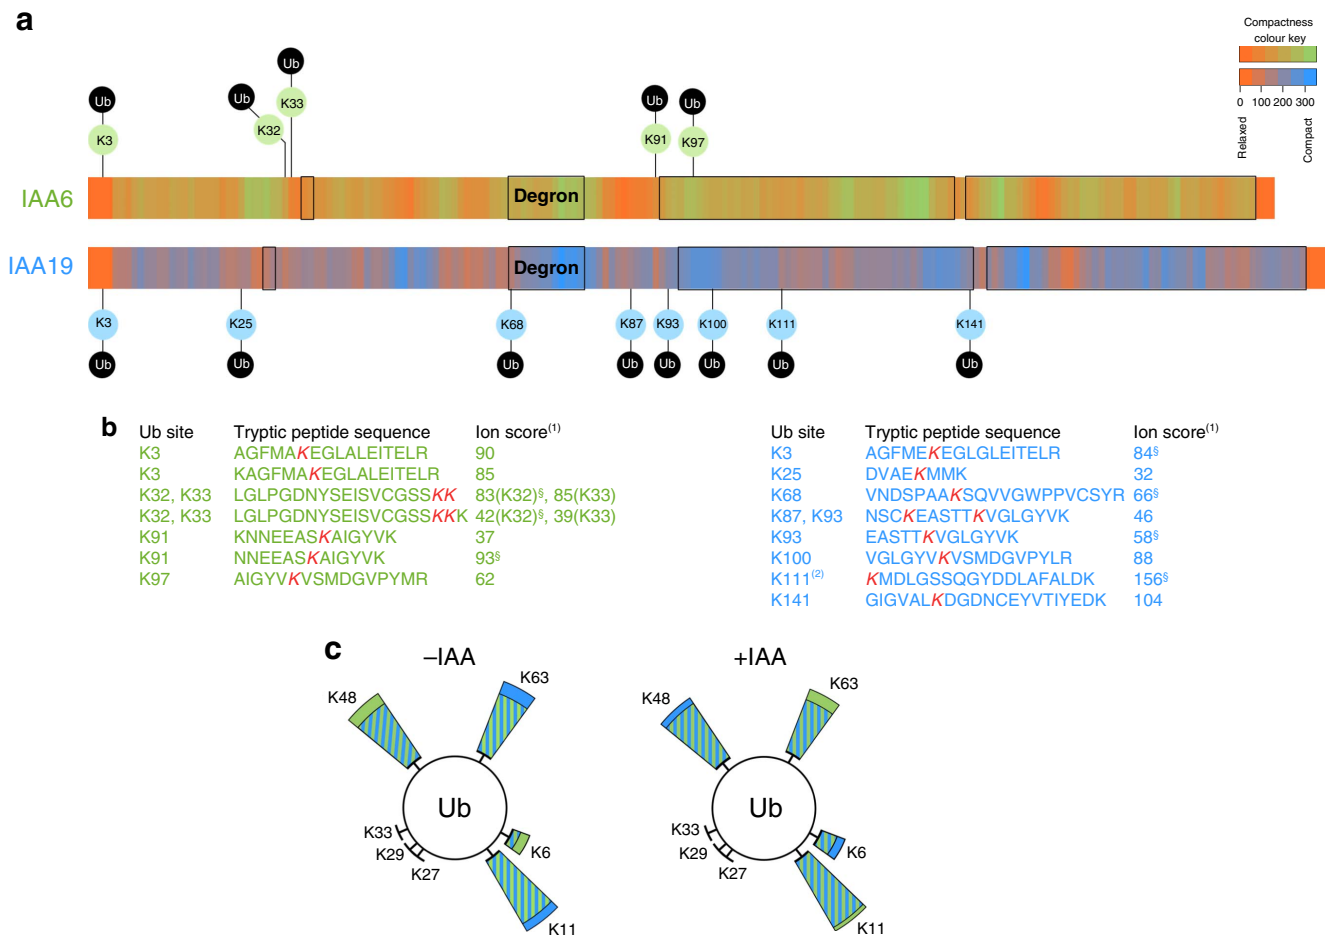 a
Compactness
colour key
0 100 200 300
Relaxed
Compact
Ub
Ub
Ub
Ub
Ub
K3
K32
K33
K91
K97
IAA6
Degron
IAA19
Degron
K3
K25
K68
K87
K93
K100
K111
K141
Ub
Ub
Ub
Ub
Ub
Ub
Ub
Ub
b
Ub site Tryptic peptide sequence Ion score(1)
K3 AGFMAKEGLALEITELR 90
K3 KAGFMAKEGLALEITELR 85
K32, K33 LGLPGDNYSEISVCGSSKK 83(K32)§, 85(K33)
K32, K33 LGLPGDNYSEISVCGSSKKK 42(K32)§, 39(K33)
K91 KNNEEASKAIGYVK 37
K91 NNEEASKAIGYVK 93§
K97 AIGYVKVSMDGVPYMR 62
Ub site Tryptic peptide sequence Ion score(1)
K3 AGFMEKEGLGLEITELR 84§
K25 DVAEKMMK 32
K68 VNDSPAAKSQVVGWPPVCSYR 66§
K87, K93 NSCKEASTTKVGLGYVK 46
K93 EASTTKVGLGYVK 58§
K100 VGLGYVKVSMDGVPYLR 88
K111(2) KMDLGSSQGYDDLAFALDK 156§
K141 GIGVALKDGDNCEYVTIYEDK 104
c
–IAA
K48
K63
Ub
K33
K29
K27
K6
K11
+IAA
K48
K63
Ub
K33
K29
K27
K6
K11